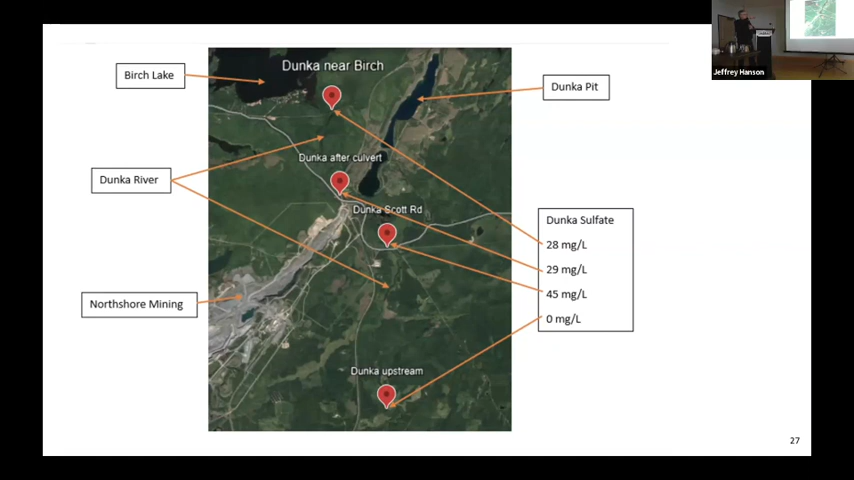 Jeffrey Hanson
Birch Lake
Dunka near Birch
Dunka Pit
Dunka after culvert
Dunka River
Dunka Scott Rd
Dunka Sulfate
28 mg/L
29 mg/L
45 mg/L
0 mg/L
Northshore Mining
Dunka upstream
27